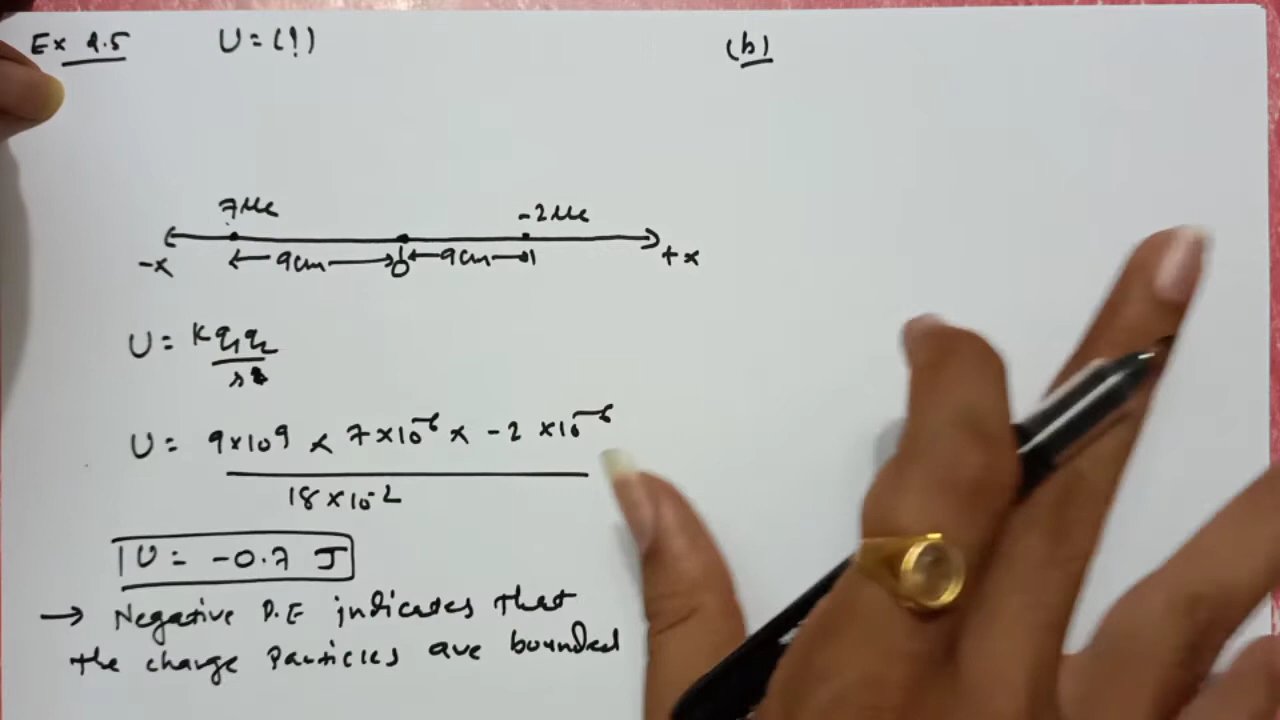 Ex 2.5 U = (?) (b)
7μc -2μc
-x 9cm 0 9cm +x
U = kq1q2
r
U = 9×10^9 × 7×10^-6 × -2 ×10^-6
18 × 10^-2
U = -0.7 J
→ Negative P.E indicates that
the charge particles are bounded